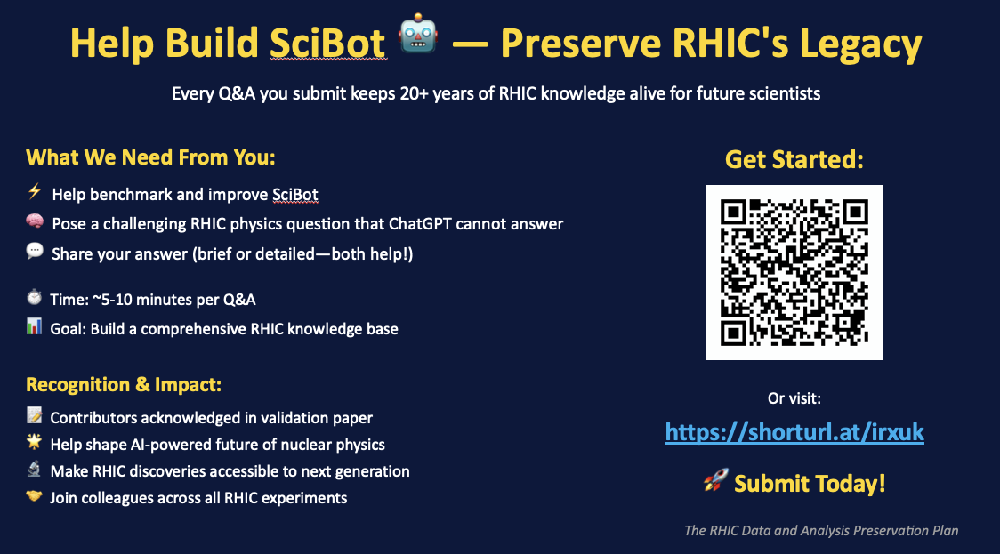 Help Build SciBot 🤖 — Preserve RHIC's Legacy
Every Q&A you submit keeps 20+ years of RHIC knowledge alive for future scientists
What We Need From You:
⚡ Help benchmark and improve SciBot
🧠 Pose a challenging RHIC physics question that ChatGPT cannot answer
💬 Share your answer (brief or detailed—both help!)
⏱️ Time: ~5-10 minutes per Q&A
📊 Goal: Build a comprehensive RHIC knowledge base
Recognition & Impact:
📝 Contributors acknowledged in validation paper
🌟 Help shape AI-powered future of nuclear physics
🔬 Make RHIC discoveries accessible to next generation
🤝 Join colleagues across all RHIC experiments
Get Started:
Or visit:
https://shorturl.at/irxuk
🚀 Submit Today!
The RHIC Data and Analysis Preservation Plan